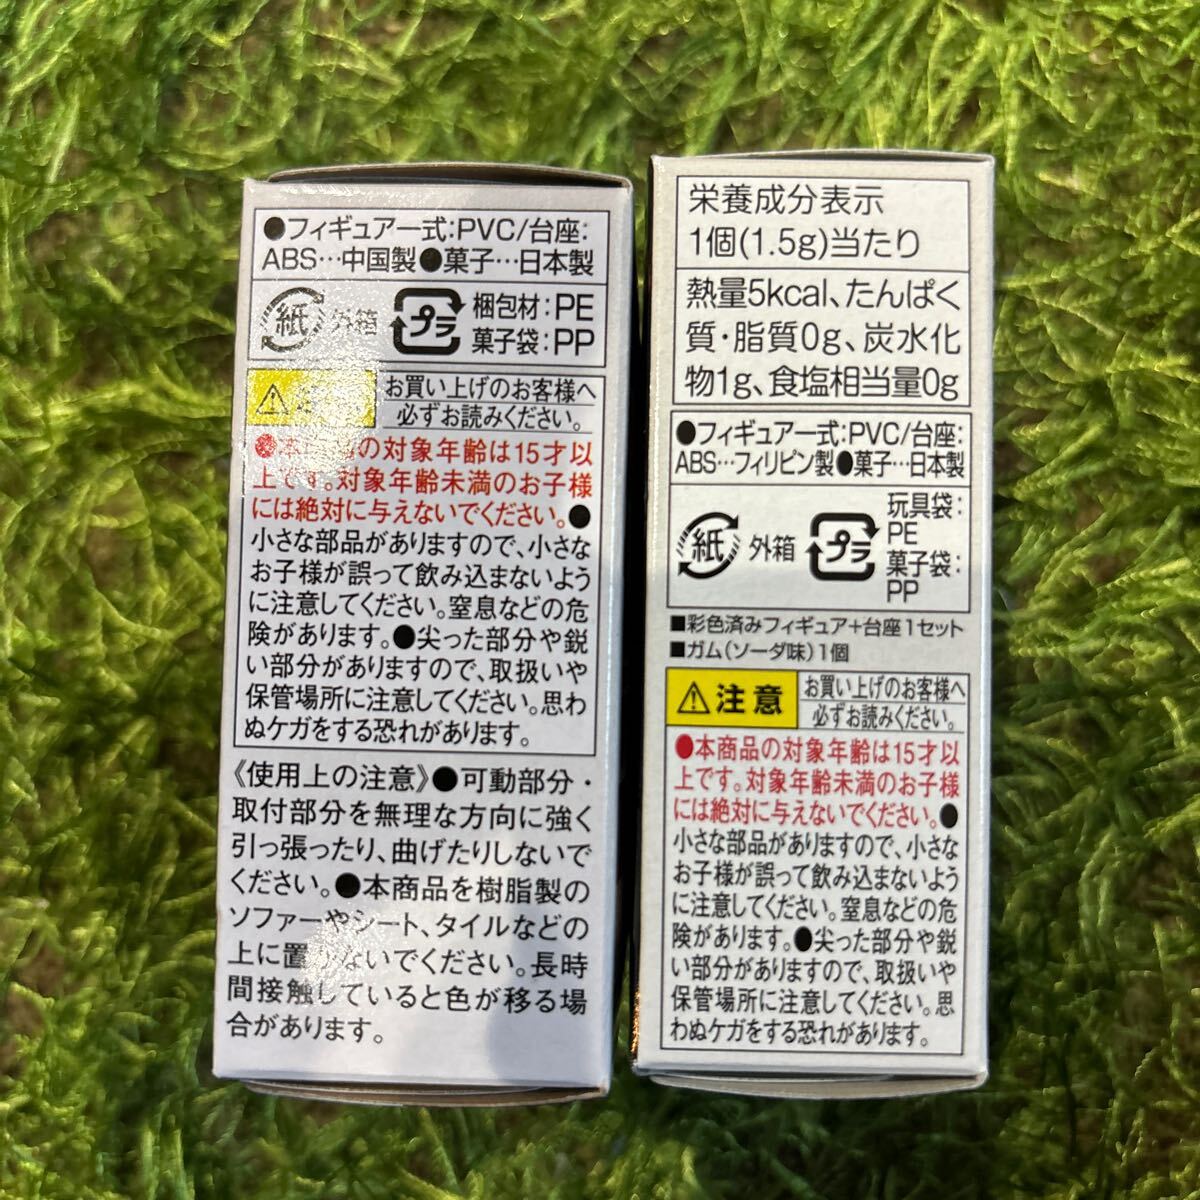 ●フィギュア一式:PVC/台座:
ABS…中国製●菓子…日本製
紙 外箱 プラ 梱包材:PE
菓子袋:PP
お買い上げのお客様へ
必ずお読みください。
の対象年齢は15才以
上です。対象年齢未満のお子様
には絶対に与えないでください。●
小さな部品がありますので、小さな
お子様が誤って飲み込まないよう
に注意してください。窒息などの危
険があります。●尖った部分や鋭
い部分がありますので、取扱いや
保管場所に注意してください。思わ
ぬケガをする恐れがあります。
《使用上の注意》●可動部分・
取付部分を無理な方向に強く
引っ張ったり、曲げたりしないで
ください。●本商品を樹脂製の
ソファーやシート、タイルなどの
上に置かないでください。長時
間接触していると色が移る場
合があります。
栄養成分表示
1個(1.5g)当たり
熱量5kcal、たんぱく
質・脂質0g、炭水化
物1g、食塩相当量0g
●フィギュア一式:PVC/台座:
ABS…フィリピン製●菓子…日本製
紙 外箱 プラ 玩具袋:
PE
菓子袋:
PP
■彩色済みフィギュア+台座1セット
■ガム(ソーダ味)1個
注意 お買い上げのお客様へ
必ずお読みください。
●本商品の対象年齢は15才以
上です。対象年齢未満のお子様
には絶対に与えないでください。●
小さな部品がありますので、小さな
お子様が誤って飲み込まないよう
に注意してください。窒息などの危
険があります。●尖った部分や鋭
い部分がありますので、取扱いや
保管場所に注意してください。思
わぬケガをする恐れがあります。